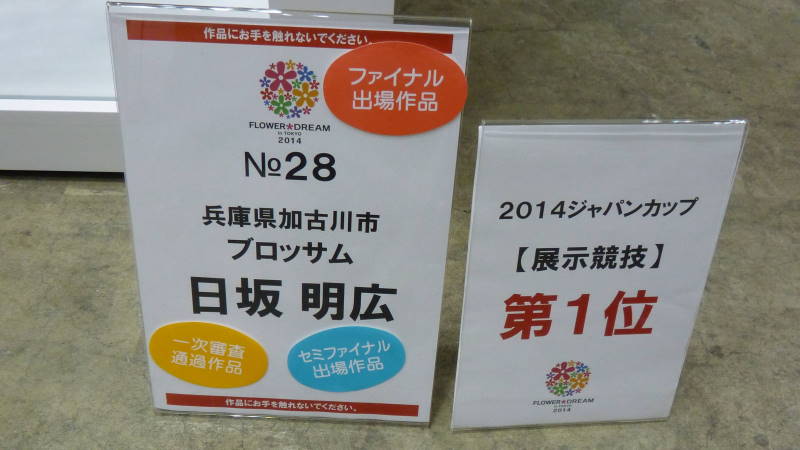 作品にお手を触れないでください。
ファイナル
出場作品
FLOWER★DREAM
in TOKYO
2014
№28
兵庫県加古川市
ブロッサム
日坂 明広
一次審査
通過作品
セミファイナル
出場作品
作品にお手を触れないでください。
2014ジャパンカップ
【展示競技】
第1位
FLOWER★DREAM
in TOKYO
2014